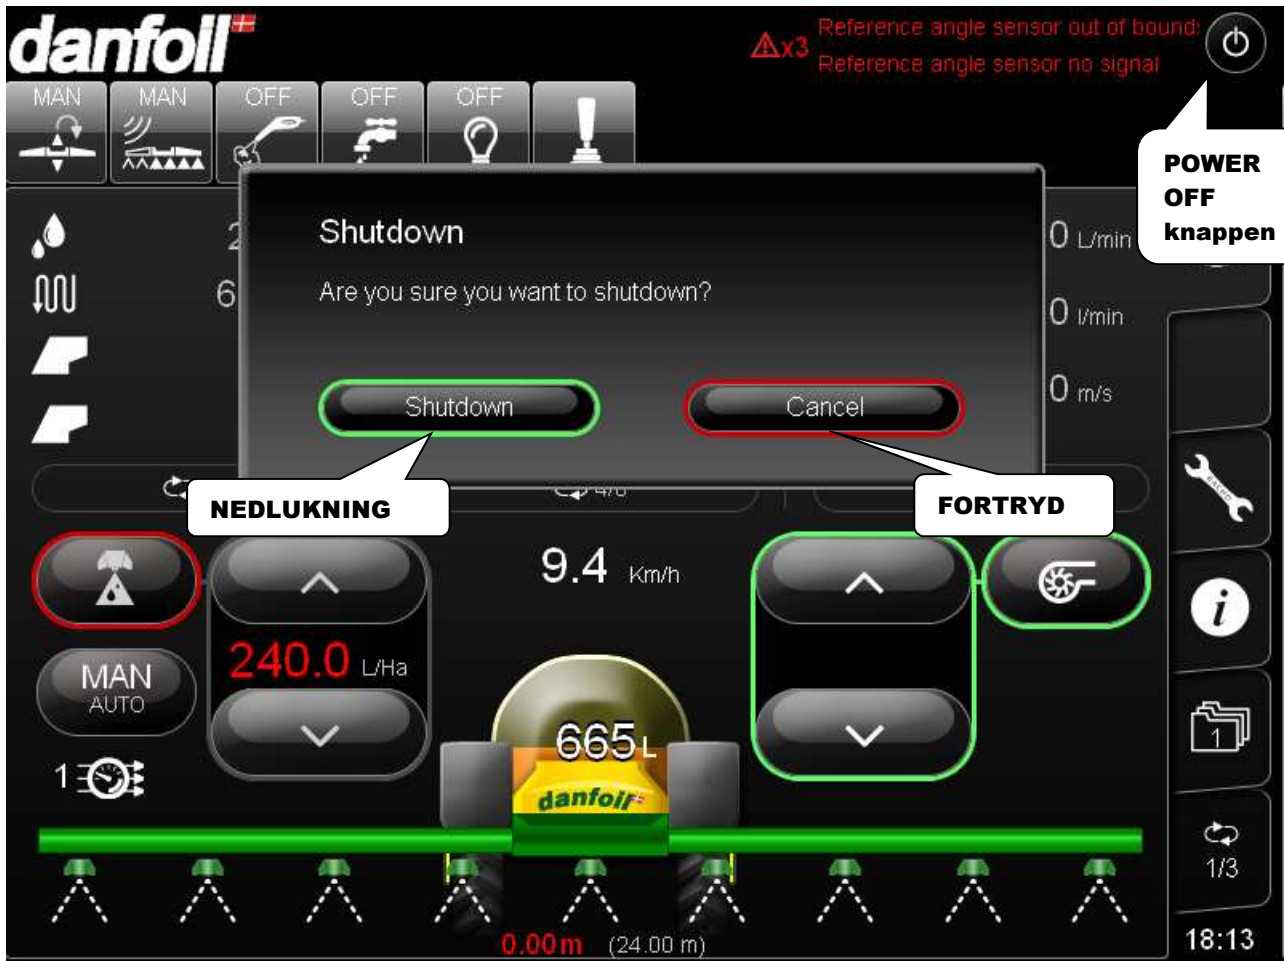 danfoil
x3
Reference angle sensor out of bounds
Reference angle sensor no signal
MAN
MAN
OFF
OFF
OFF
POWER
OFF
knappen
Shutdown
Are you sure you want to shutdown?
Shutdown
Cancel
2
6
0 L/min
0 l/min
0 m/s
NEDLUKNING
FORTRYD
9.4 Km/h
240.0 L/Ha
MAN
AUTO
1
665 L
danfoil
i
1
1/3
0.00m (24.00 m)
18:13